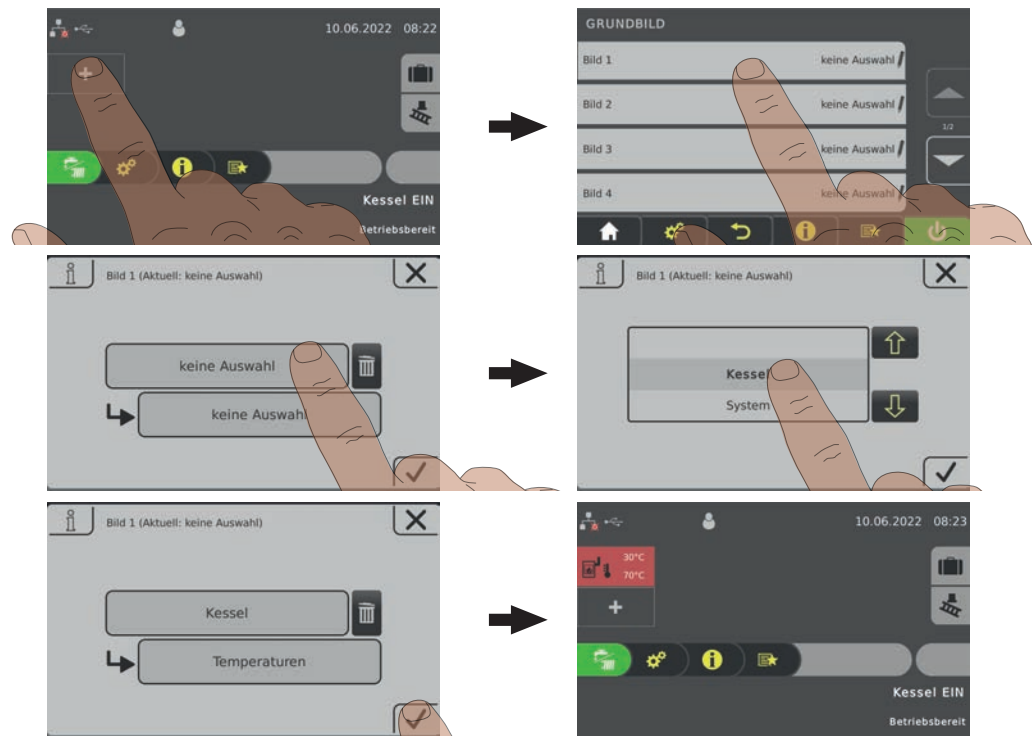 10.06.2022 08:22
+
Kessel EIN
Betriebsbereit
GRUNDBILD
Bild 1 keine Auswahl
Bild 2 keine Auswahl
1/2
Bild 3 keine Auswahl
Bild 4 keine Auswahl
Bild 1 (Aktuell: keine Auswahl)
keine Auswahl
keine Auswahl
Bild 1 (Aktuell: keine Auswahl)
Kessel
System
Bild 1 (Aktuell: keine Auswahl)
Kessel
Temperaturen
10.06.2022 08:23
30°C
70°C
+
Kessel EIN
Betriebsbereit